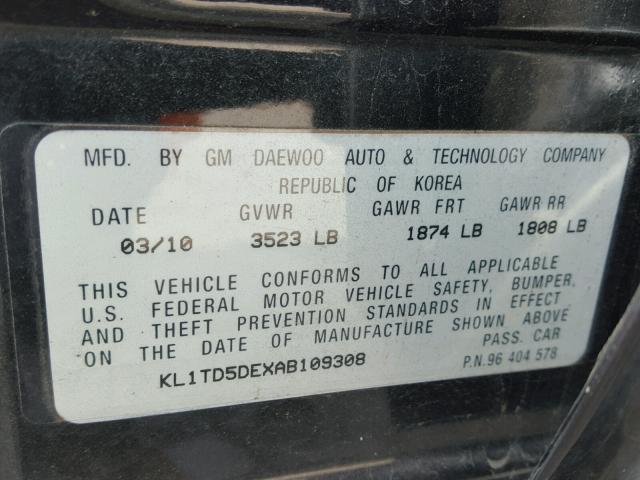 MFD. BY GM DAEWOO AUTO & TECHNOLOGY COMPANY
REPUBLIC OF KOREA
DATE GVWR GAWR FRT GAWR RR
03/10 3523 LB 1874 LB 1808 LB
THIS VEHICLE CONFORMS TO ALL APPLICABLE
U.S. FEDERAL MOTOR VEHICLE SAFETY, BUMPER,
AND THEFT PREVENTION STANDARDS IN EFFECT
ON THE DATE OF MANUFACTURE SHOWN ABOVE
PASS. CAR
KL1TD5DEXAB109308 P.N.96 404 578